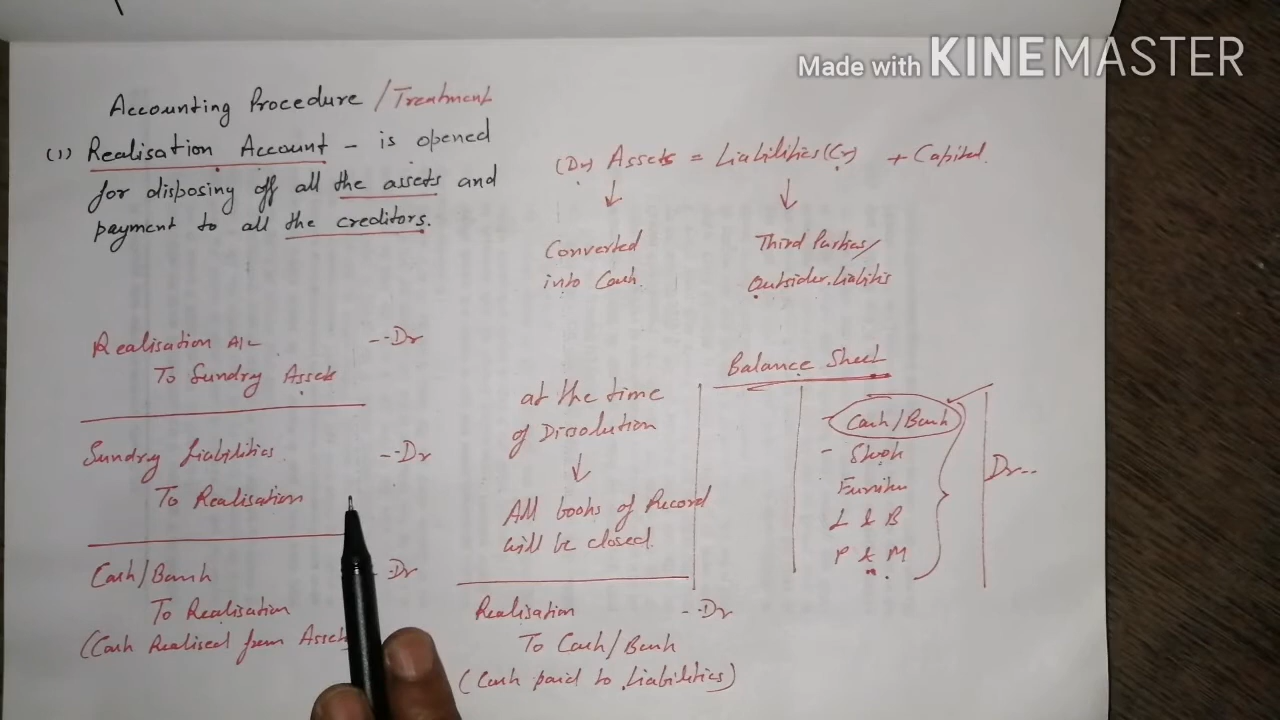 Made with KINEMASTER
Accounting Procedure / Treatment
(1) Realisation Account - is opened
for disposing off all the assets and
payment to all the creditors.
(Dr) Assets = Liabilities (Cr) + Capital
Converted
into Cash.
Third Parties/
Outsider. Liabilitis
Realisation A/c --Dr
To Sundry Assets
Sundry Liabilities --Dr
To Realisation
Cash/Bank --Dr
To Realisation
(Cash Realised from Assets
at the time
of Dissolution
All books of Record
will be closed.
Realisation --Dr
To Cash/Bank
(Cash paid to Liabilities)
Balance Sheet
- Cash/Bank
- Stock
Furnitur
L & B
P & M
Dr--